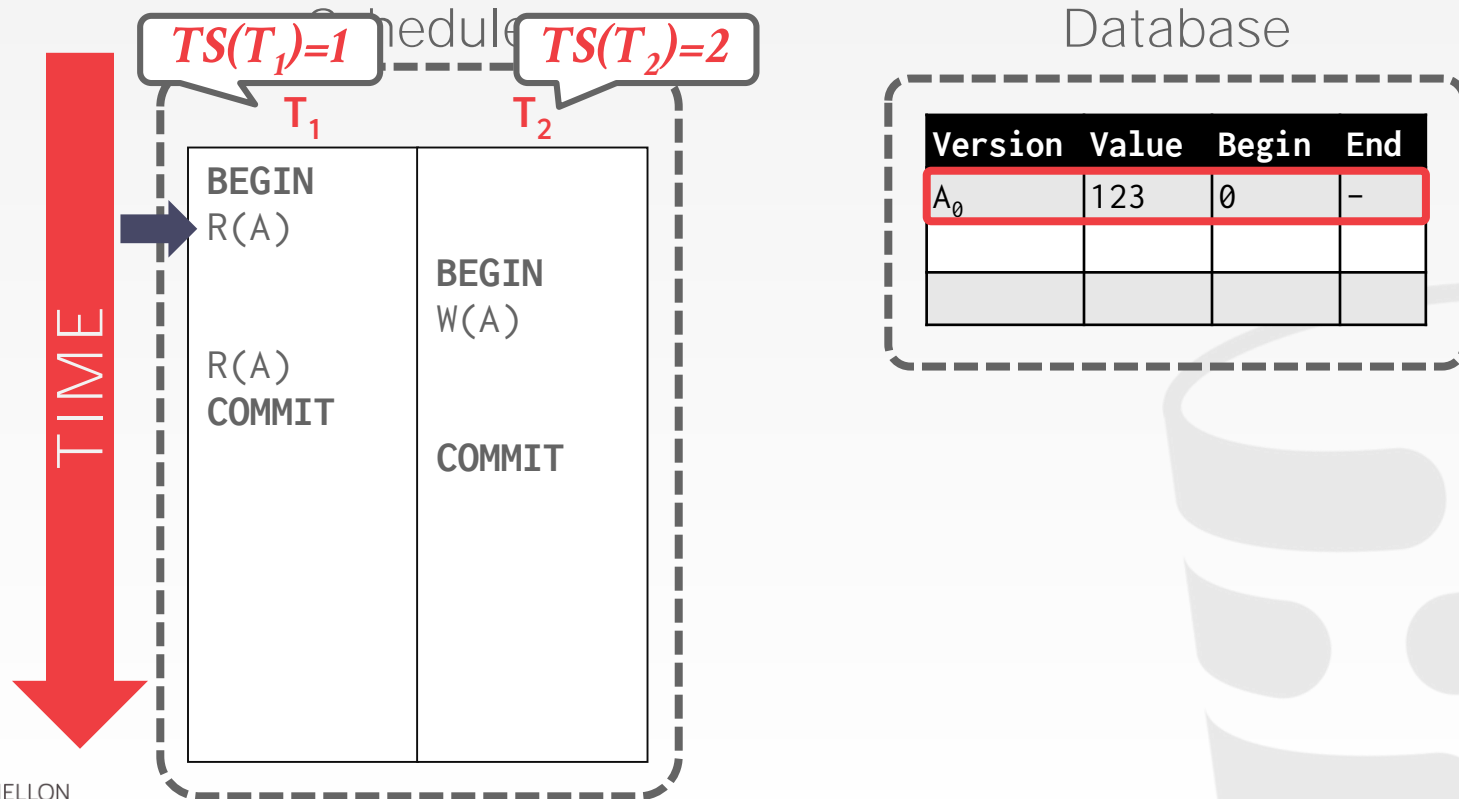 Schedule
TS(T₁)=1
TS(T₂)=2
Database
T₁
T₂
BEGIN
R(A)
BEGIN
W(A)
R(A)
COMMIT
COMMIT
TIME
Version Value Begin End
A₀ 123 0 –